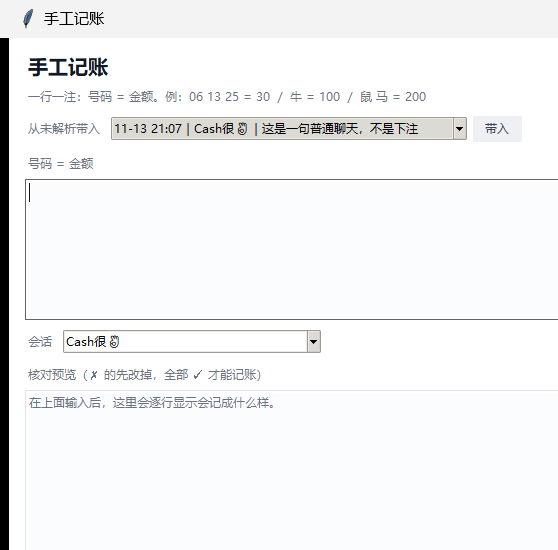 手工记账
手工记账
一行一注：号码 = 金额。例：06 13 25 = 30 / 牛 = 100 / 鼠 马 = 200
从未解析带入 11-13 21:07 | Cash很👌 | 这是一句普通聊天，不是下注 带入
号码 = 金额
会话 Cash很👌
核对预览（✗ 的先改掉，全部 ✓ 才能记账）
在上面输入后，这里会逐行显示会记成什么样。